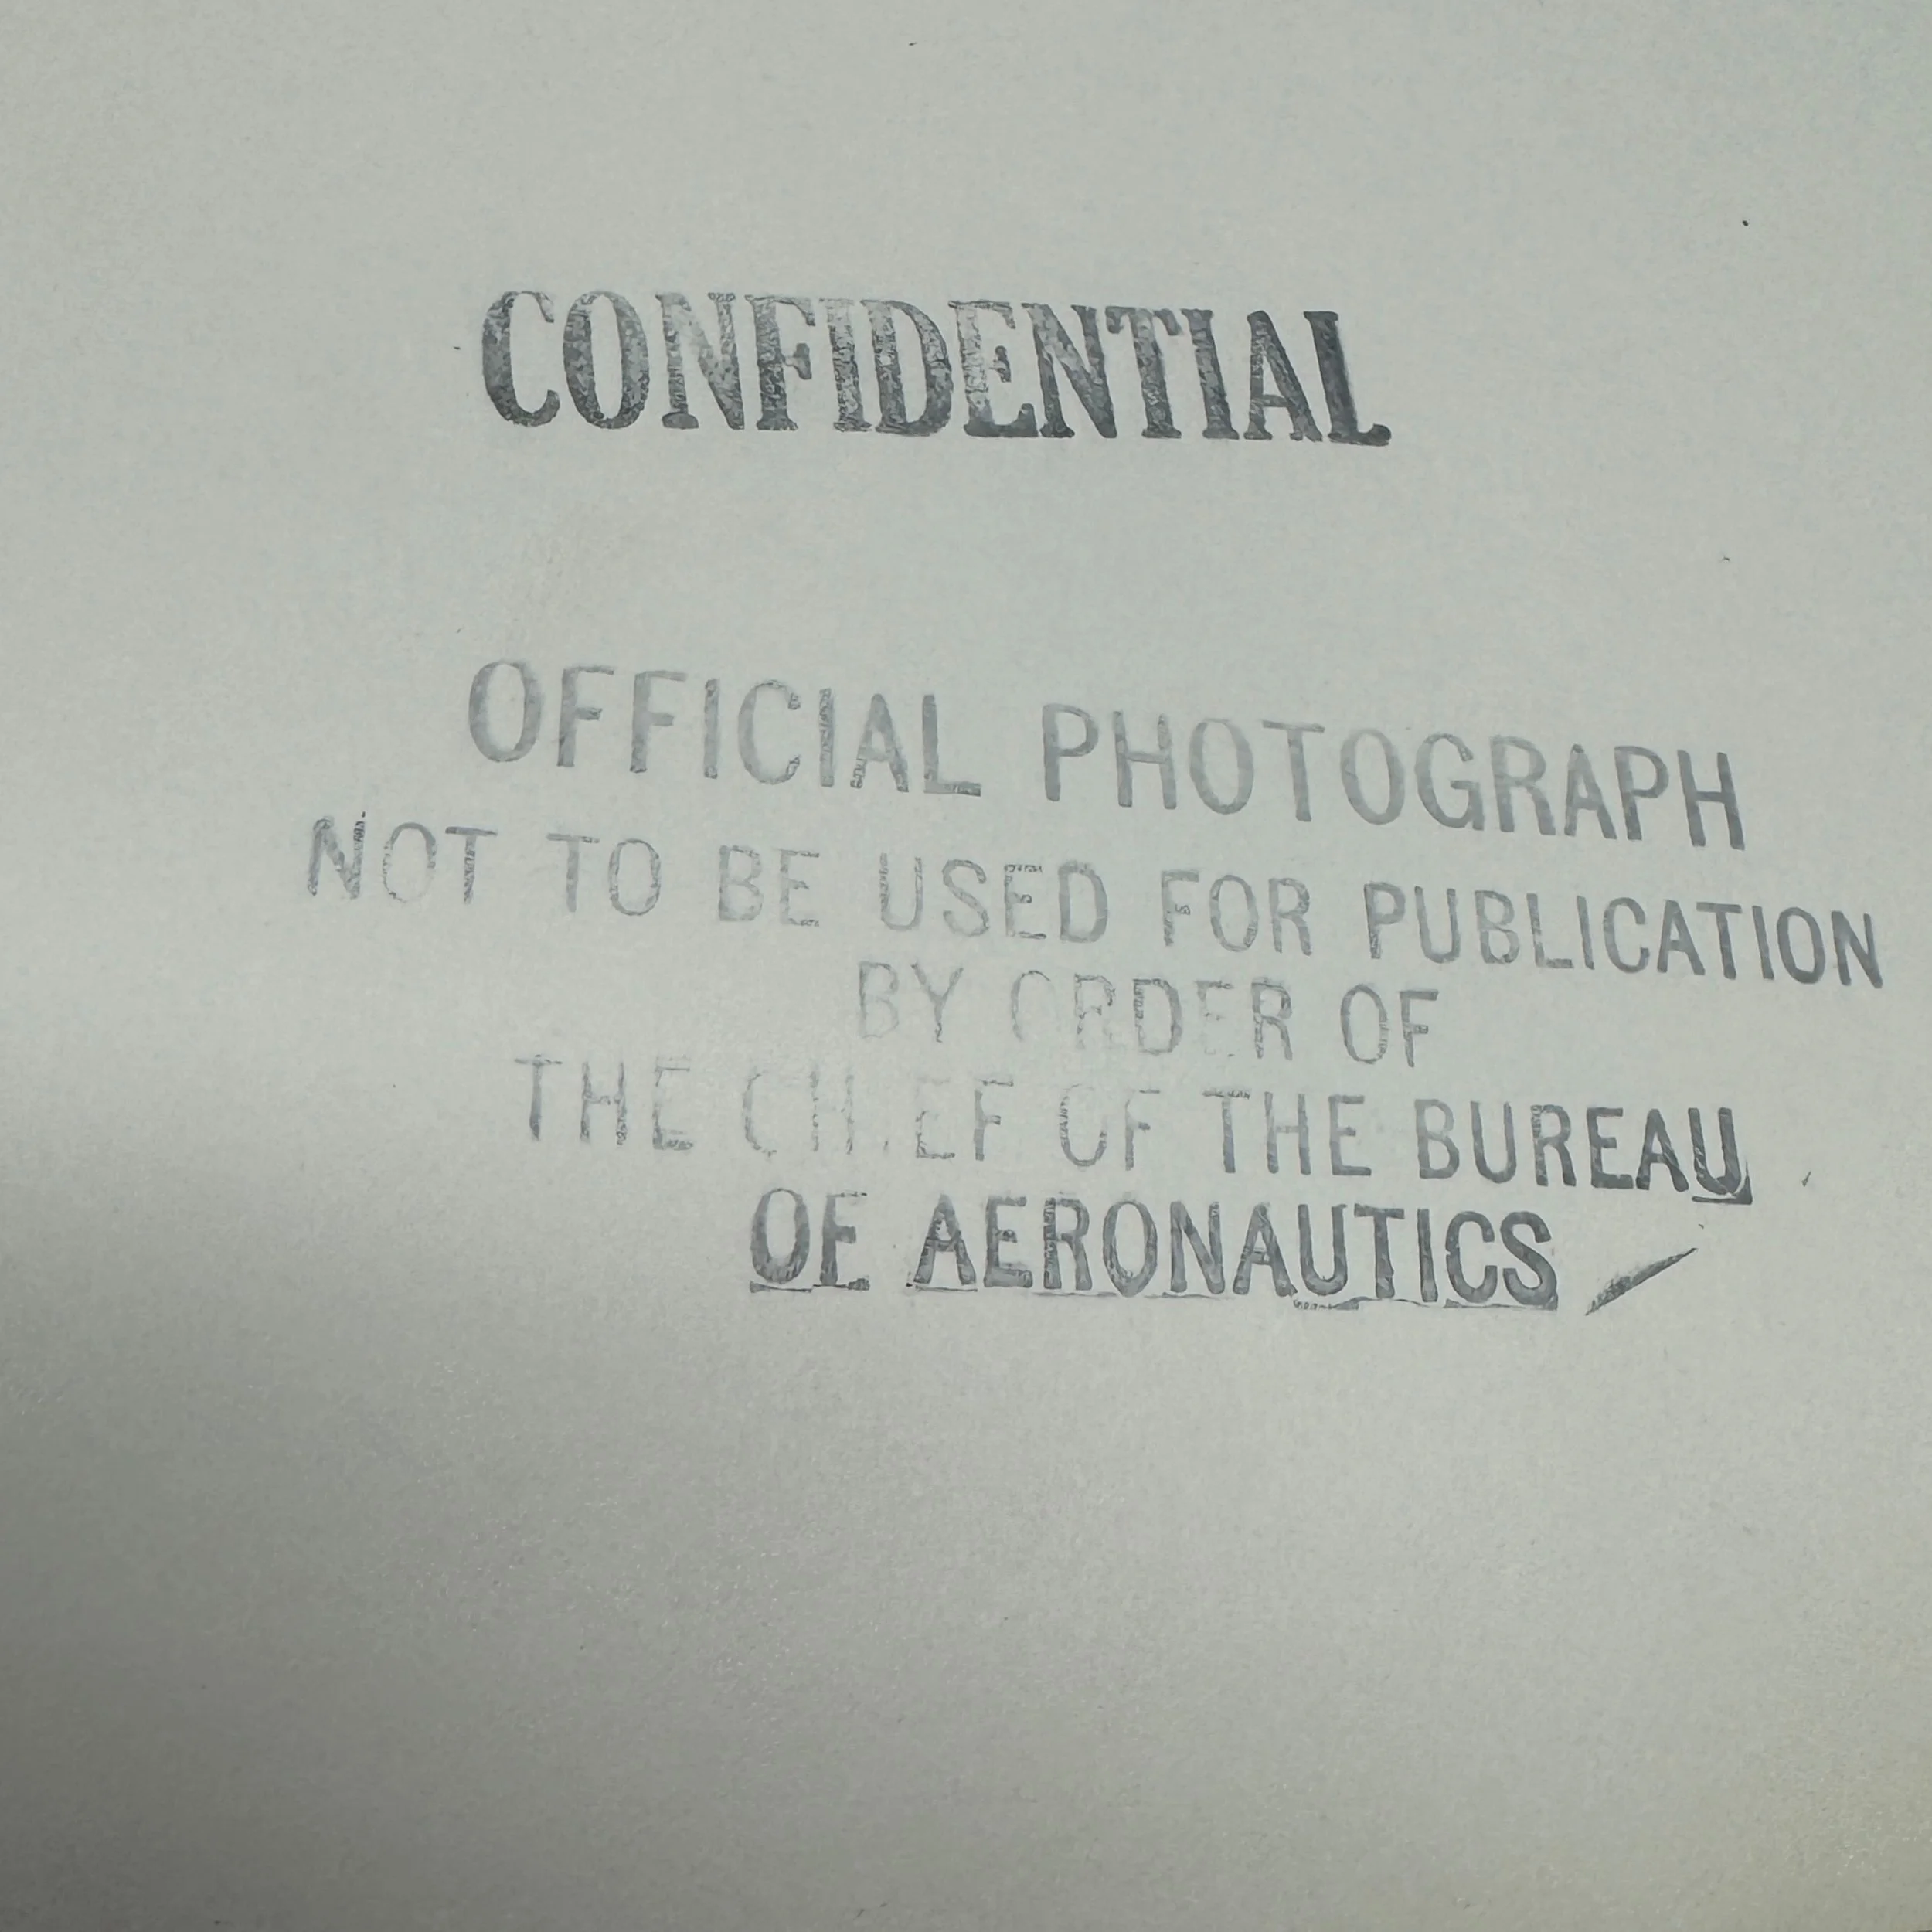 CONFIDENTIAL
OFFICIAL PHOTOGRAPH
NOT TO BE USED FOR PUBLICATION
BY ORDER OF
THE CHIEF OF THE BUREAU
OF AERONAUTICS